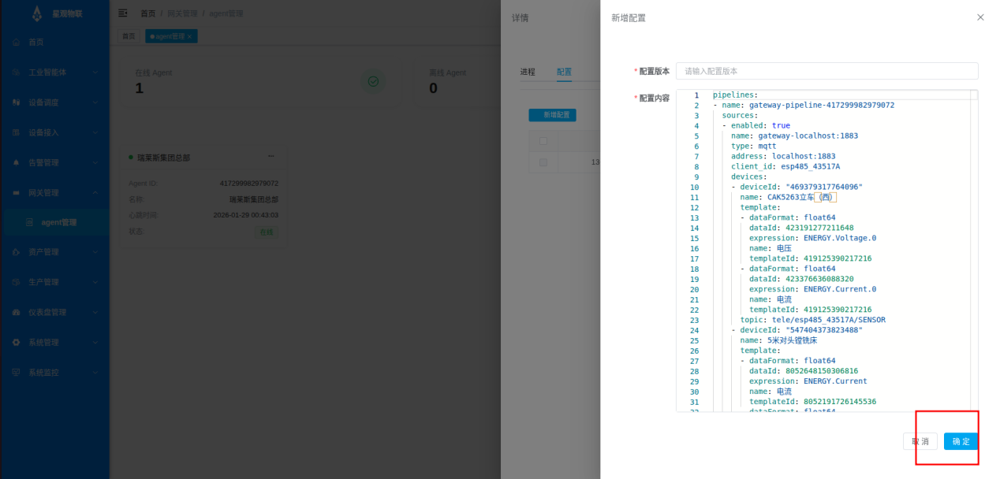 星观物联
首页
工业智能体
设备调度
设备接入
告警管理
网关管理
agent管理
资产管理
生产管理
仪表盘管理
系统管理
系统监控
首页 / 网关管理 / agent管理
首页
agent管理 ×
在线 Agent
1
离线 Agent
0
瑞莱斯集团总部
Agent ID: 417299982979072
名称: 瑞莱斯集团总部
心跳时间: 2026-01-29 00:43:03
状态: 在线
详情
进程 配置
新增配置
13
新增配置
* 配置版本 请输入配置版本
* 配置内容
1 pipelines:
2 - name: gateway-pipeline-417299982979072
3 sources:
4 - enabled: true
5 name: gateway-localhost:1883
6 type: mqtt
7 address: localhost:1883
8 client_id: esp485_43517A
9 devices:
10 - deviceId: "469379317764096"
11 name: CAK5263立车（西）
12 template:
13 - dataFormat: float64
14 dataId: 423191277211648
15 expression: ENERGY.Voltage.0
16 name: 电压
17 templateId: 419125390217216
18 - dataFormat: float64
19 dataId: 423376636088320
20 expression: ENERGY.Current.0
21 name: 电流
22 templateId: 419125390217216
23 topic: tele/esp485_43517A/SENSOR
24 - deviceId: "547404373823488"
25 name: 5米对头镗铣床
26 template:
27 - dataFormat: float64
28 dataId: 8052648150306816
29 expression: ENERGY.Current
30 name: 电流
31 templateId: 8052191726145536
32 dataFormat: float64
取 消 确 定